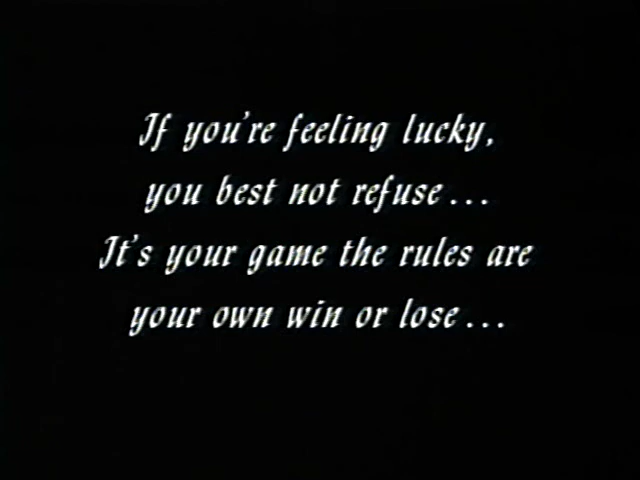 If you're feeling lucky,
you best not refuse...
It's your game the rules are
your own win or lose...